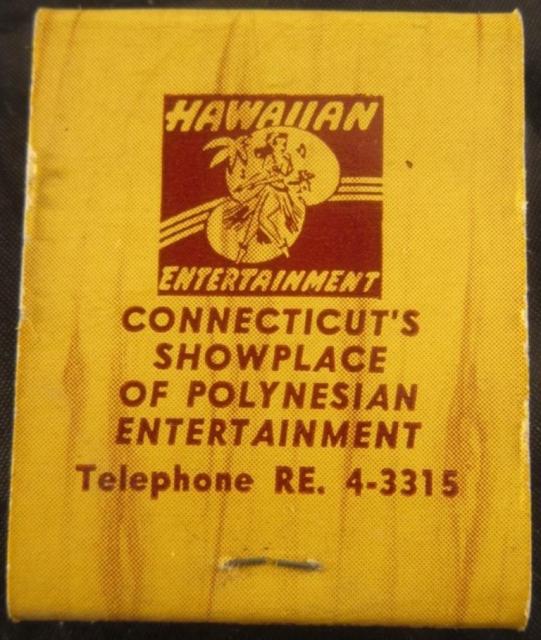 HAWAIIAN
ENTERTAINMENT
CONNECTICUT'S
SHOWPLACE
OF POLYNESIAN
ENTERTAINMENT
Telephone RE. 4-3315